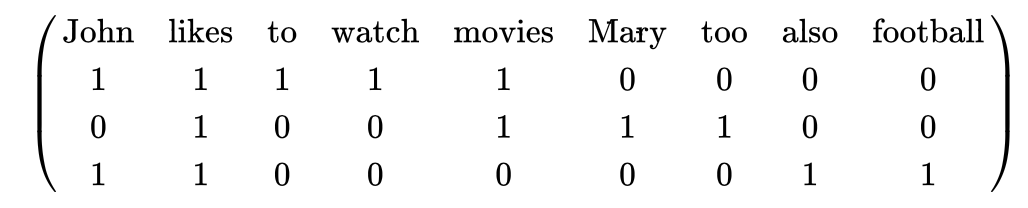 John likes to watch movies Mary too also football
1 1 1 1 1 0 0 0 0
0 1 0 0 1 1 1 0 0
1 1 0 0 0 0 0 1 1